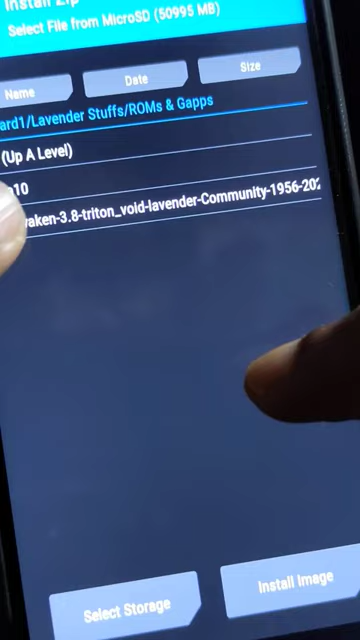 Install Zip
Select File from MicroSD (50995 MB)
Name
Date
Size
ard1/Lavender Stuffs/ROMs & Gapps
(Up A Level)
10
waken-3.8-triton_void-lavender-Community-1956-202
Select Storage
Install Image